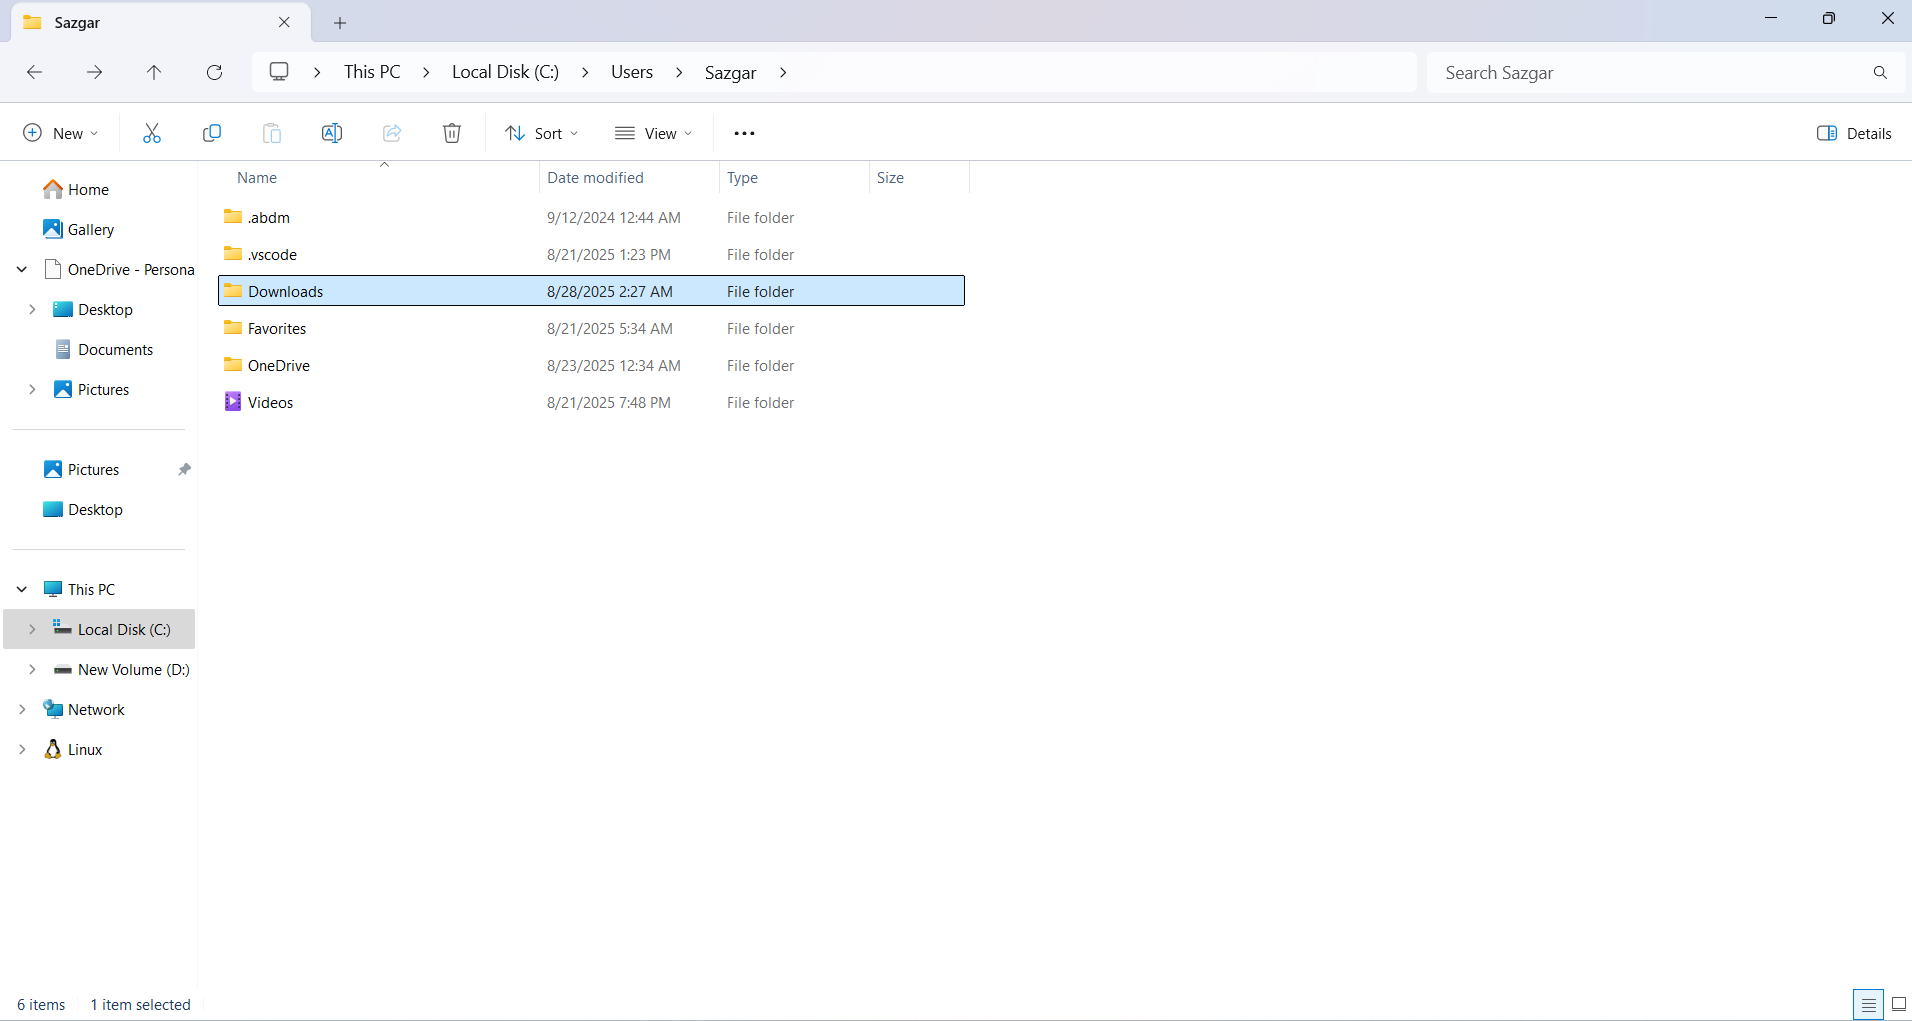 Sazgar
This PC > Local Disk (C:) > Users > Sazgar >
Search Sazgar
New
Sort
View
Details
Home
Gallery
OneDrive - Persona
Desktop
Documents
Pictures
Pictures
Desktop
This PC
Local Disk (C:)
New Volume (D:)
Network
Linux
Name Date modified Type Size
.abdm 9/12/2024 12:44 AM File folder
.vscode 8/21/2025 1:23 PM File folder
Downloads 8/28/2025 2:27 AM File folder
Favorites 8/21/2025 5:34 AM File folder
OneDrive 8/23/2025 12:34 AM File folder
Videos 8/21/2025 7:48 PM File folder
6 items 1 item selected